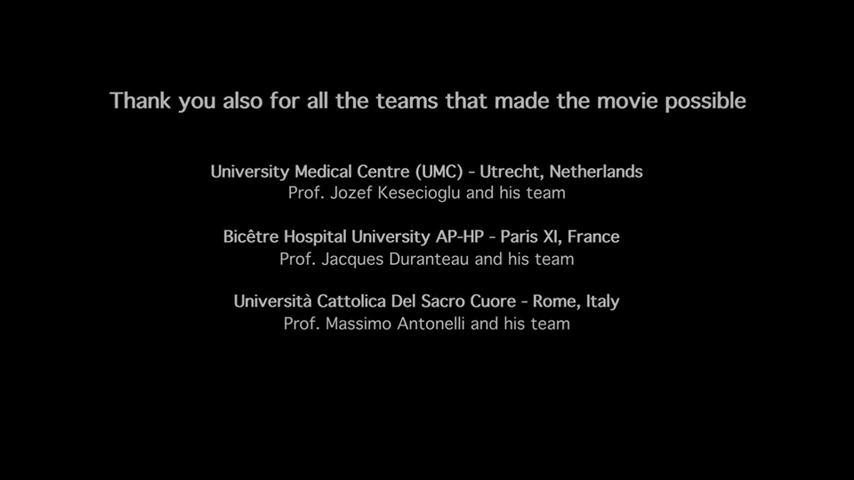 Thank you also for all the teams that made the movie possible
University Medical Centre (UMC) - Utrecht, Netherlands
Prof. Jozef Kesecioglu and his team
Bicêtre Hospital University AP-HP - Paris XI, France
Prof. Jacques Duranteau and his team
Università Cattolica Del Sacro Cuore - Rome, Italy
Prof. Massimo Antonelli and his team